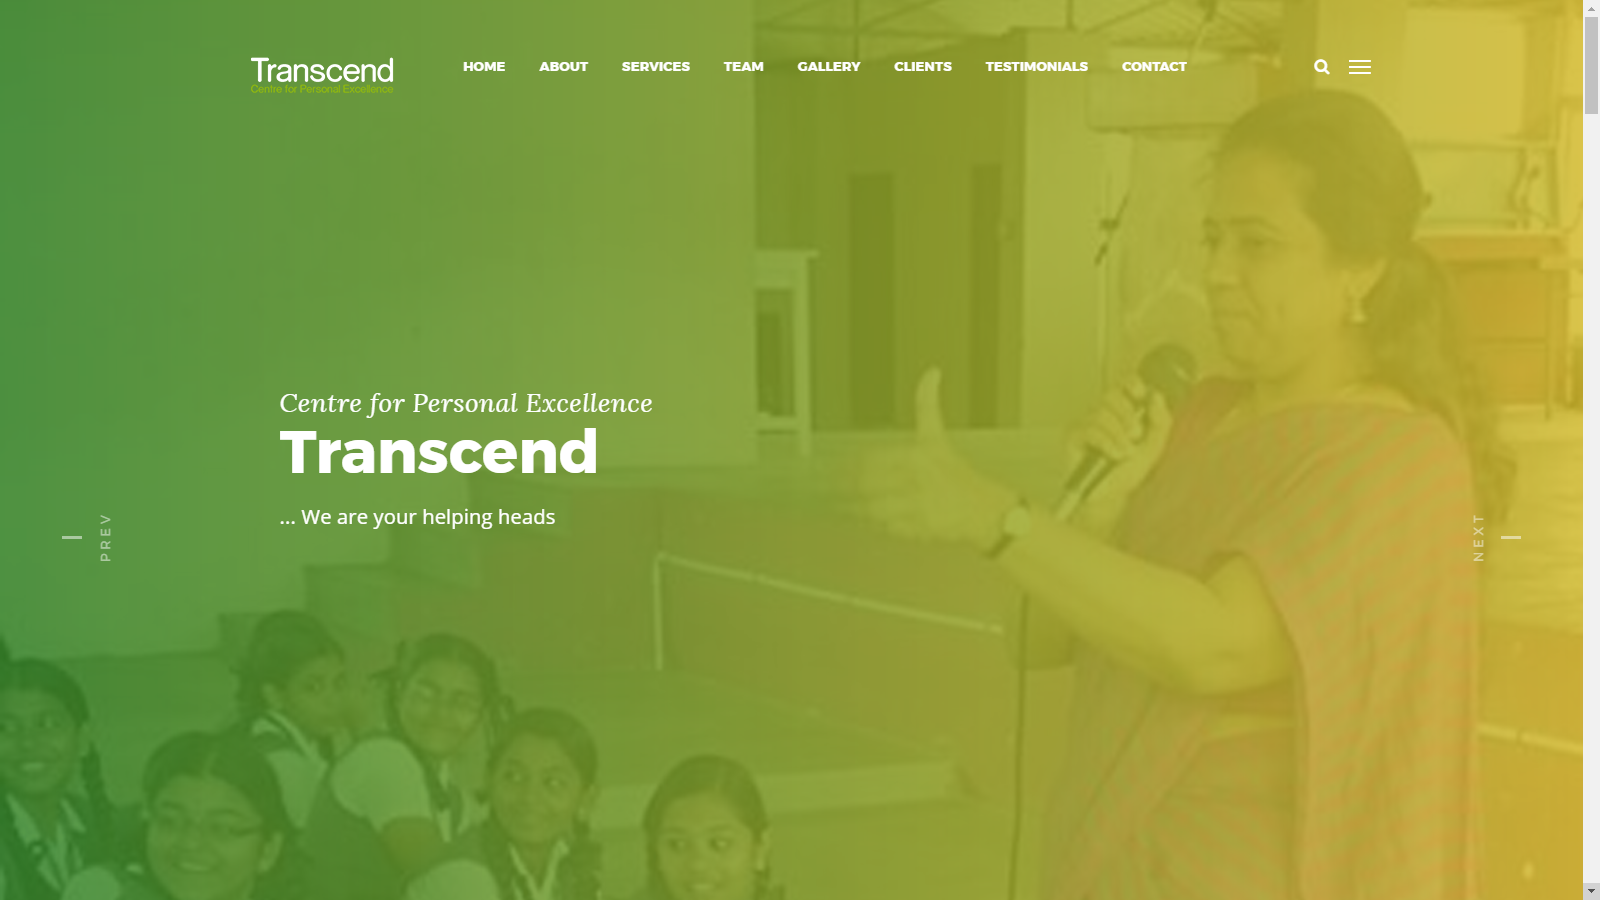 Transcend
Centre for Personal Excellence
HOME ABOUT SERVICES TEAM GALLERY CLIENTS TESTIMONIALS CONTACT
Centre for Personal Excellence
Transcend
... We are your helping heads
PREV
NEXT